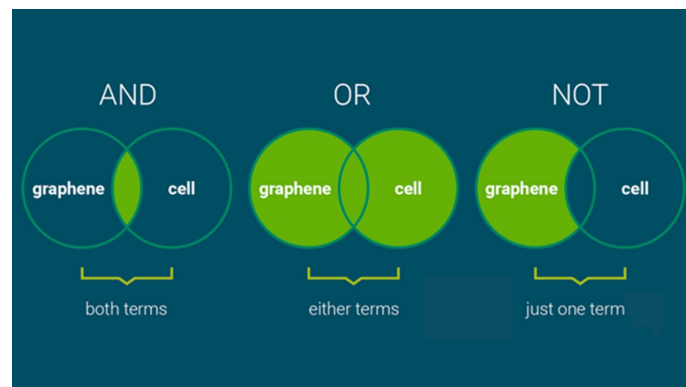 AND
OR
NOT
graphene
cell
graphene
cell
graphene
cell
both terms
either terms
just one term